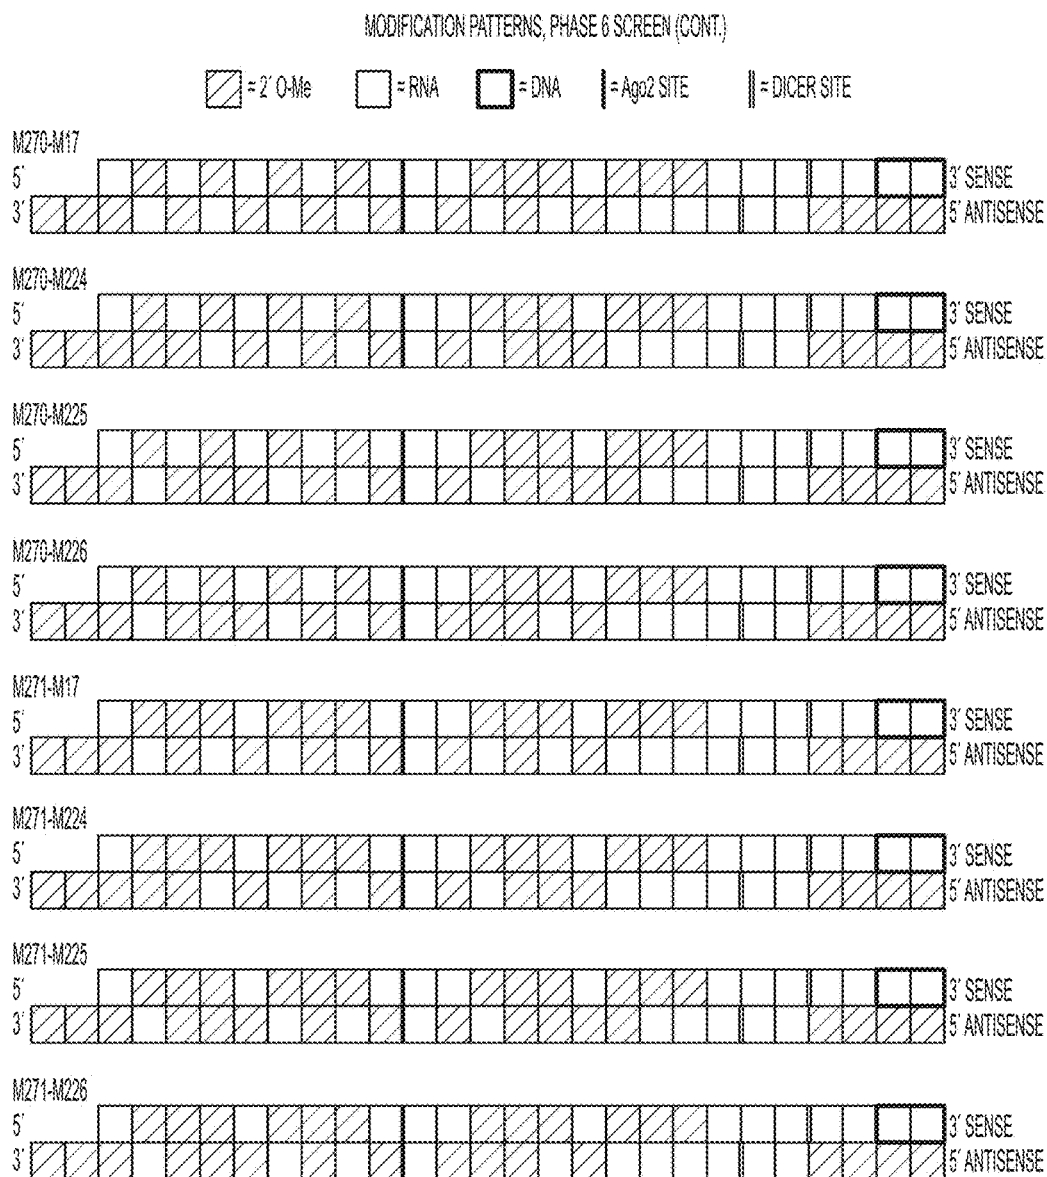 MODIFICATION PATTERNS, PHASE 6 SCREEN (CONT.)
= 2´ O-Me = RNA = DNA = Ago2 SITE = DICER SITE
M270-M17
5´ 3´ SENSE
3´ 5´ ANTISENSE
M270-M224
5´ 3´ SENSE
3´ 5´ ANTISENSE
M270-M225
5´ 3´ SENSE
3´ 5´ ANTISENSE
M270-M226
5´ 3´ SENSE
3´ 5´ ANTISENSE
M271-M17
5´ 3´ SENSE
3´ 5´ ANTISENSE
M271-M224
5´ 3´ SENSE
3´ 5´ ANTISENSE
M271-M225
5´ 3´ SENSE
3´ 5´ ANTISENSE
M271-M226
5´ 3´ SENSE
3´ 5´ ANTISENSE